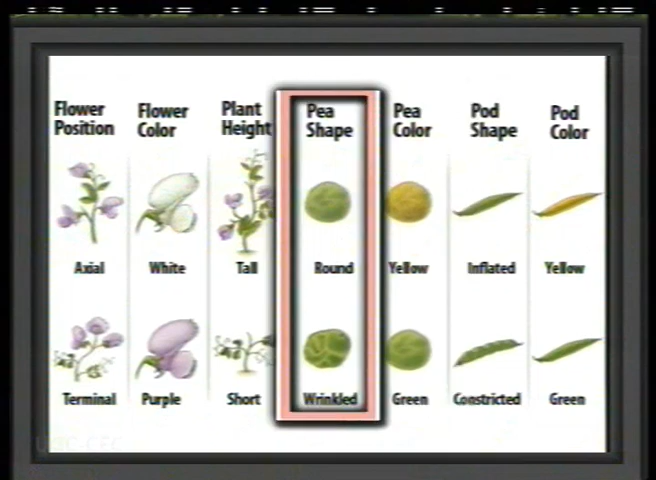 Flower Position
Flower Color
Plant Height
Pea Shape
Pea Color
Pod Shape
Pod Color
Axial
White
Tall
Round
Yellow
Inflated
Yellow
Terminal
Purple
Short
Wrinkled
Green
Constricted
Green